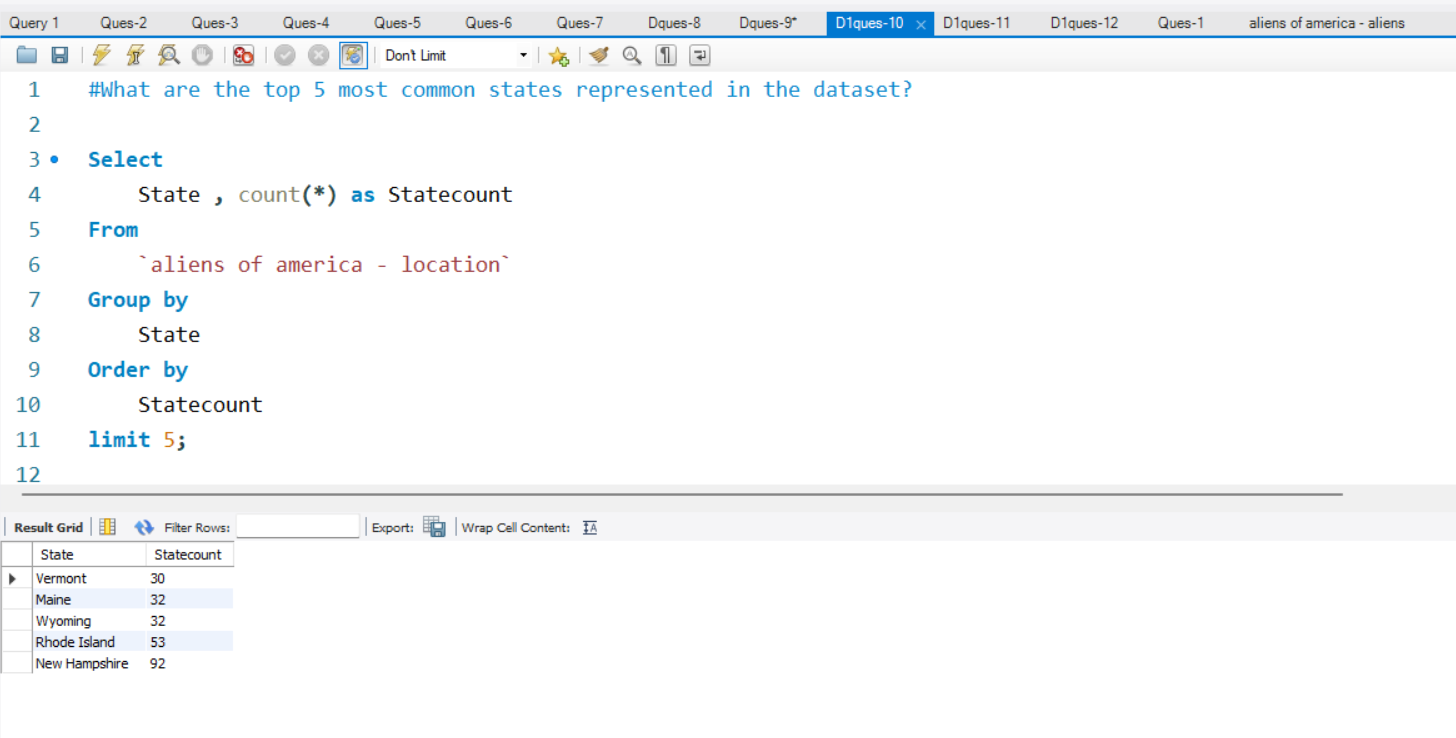 Query 1 Ques-2 Ques-3 Ques-4 Ques-5 Ques-6 Ques-7 Dques-8 Dques-9* D1ques-10 × D1ques-11 D1ques-12 Ques-1 aliens of america - aliens
Don't Limit
1 #What are the top 5 most common states represented in the dataset?
2
3 Select
4 State , count(*) as Statecount
5 From
6 `aliens of america - location`
7 Group by
8 State
9 Order by
10 Statecount
11 limit 5;
12
Result Grid Filter Rows: Export: Wrap Cell Content:
State Statecount
Vermont 30
Maine 32
Wyoming 32
Rhode Island 53
New Hampshire 92